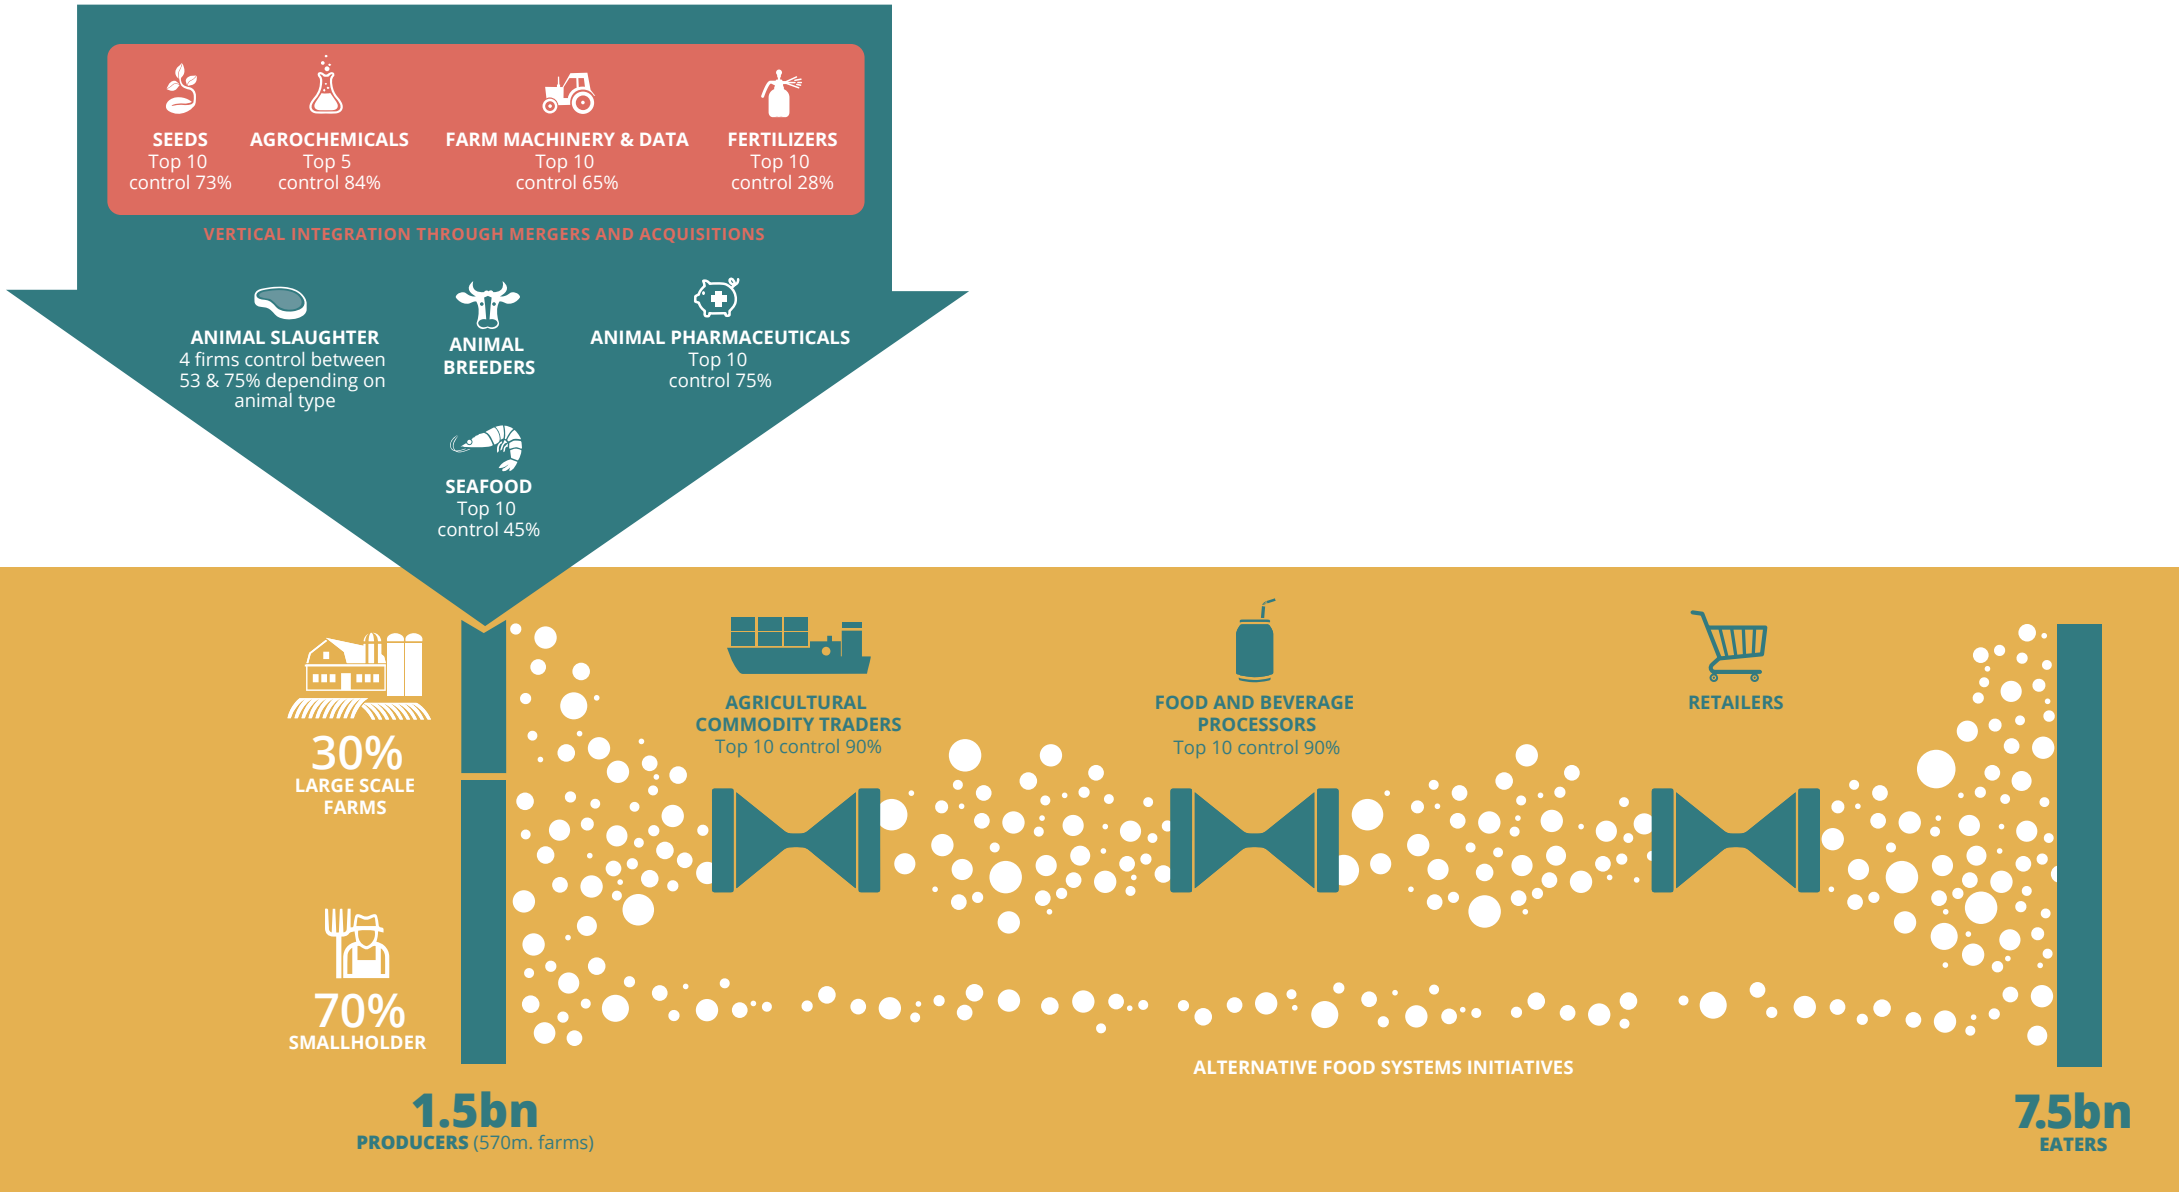 SEEDS
Top 10
control 73%
AGROCHEMICALS
Top 5
control 84%
FARM MACHINERY & DATA
Top 10
control 65%
FERTILIZERS
Top 10
control 28%
VERTICAL INTEGRATION THROUGH MERGERS AND ACQUISITIONS
ANIMAL SLAUGHTER
4 firms control between
53 & 75% depending on
animal type
ANIMAL
BREEDERS
ANIMAL PHARMACEUTICALS
Top 10
control 75%
SEAFOOD
Top 10
control 45%
30%
LARGE SCALE
FARMS
70%
SMALLHOLDER
1.5bn
PRODUCERS (570m. farms)
AGRICULTURAL
COMMODITY TRADERS
Top 10 control 90%
FOOD AND BEVERAGE
PROCESSORS
Top 10 control 90%
RETAILERS
ALTERNATIVE FOOD SYSTEMS INITIATIVES
7.5bn
EATERS